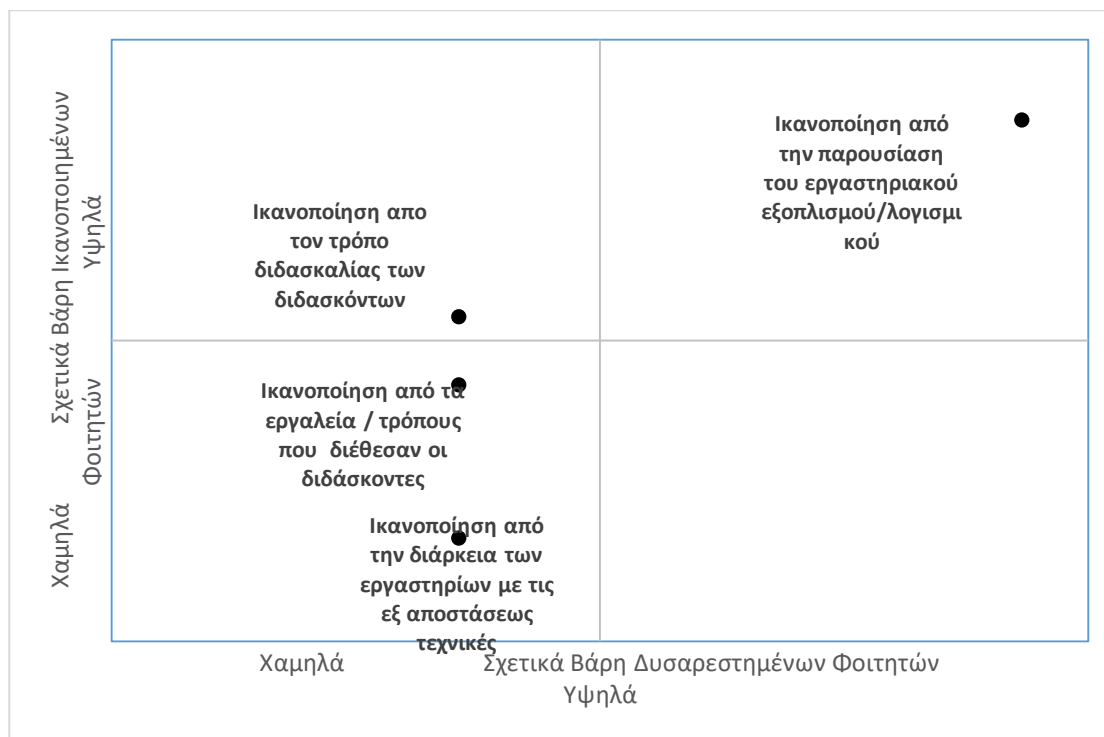 Σχετικά Βάρη Ικανοποιημένων
Υψηλά
Φοιτητών
Χαμηλά
Ικανοποίηση από
την παρουσίαση
του εργαστηριακού
εξοπλισμού/λογισμι
κού
Ικανοποίηση απο
τον τρόπο
διδασκαλίας των
διδασκόντων
Ικανοποίηση από τα
εργαλεία / τρόπους
που διέθεσαν οι
διδάσκοντες
Ικανοποίηση από
την διάρκεια των
εργαστηρίων με τις
εξ αποστάσεως
τεχνικές
Χαμηλά Σχετικά Βάρη Δυσαρεστημένων Φοιτητών
Υψηλά